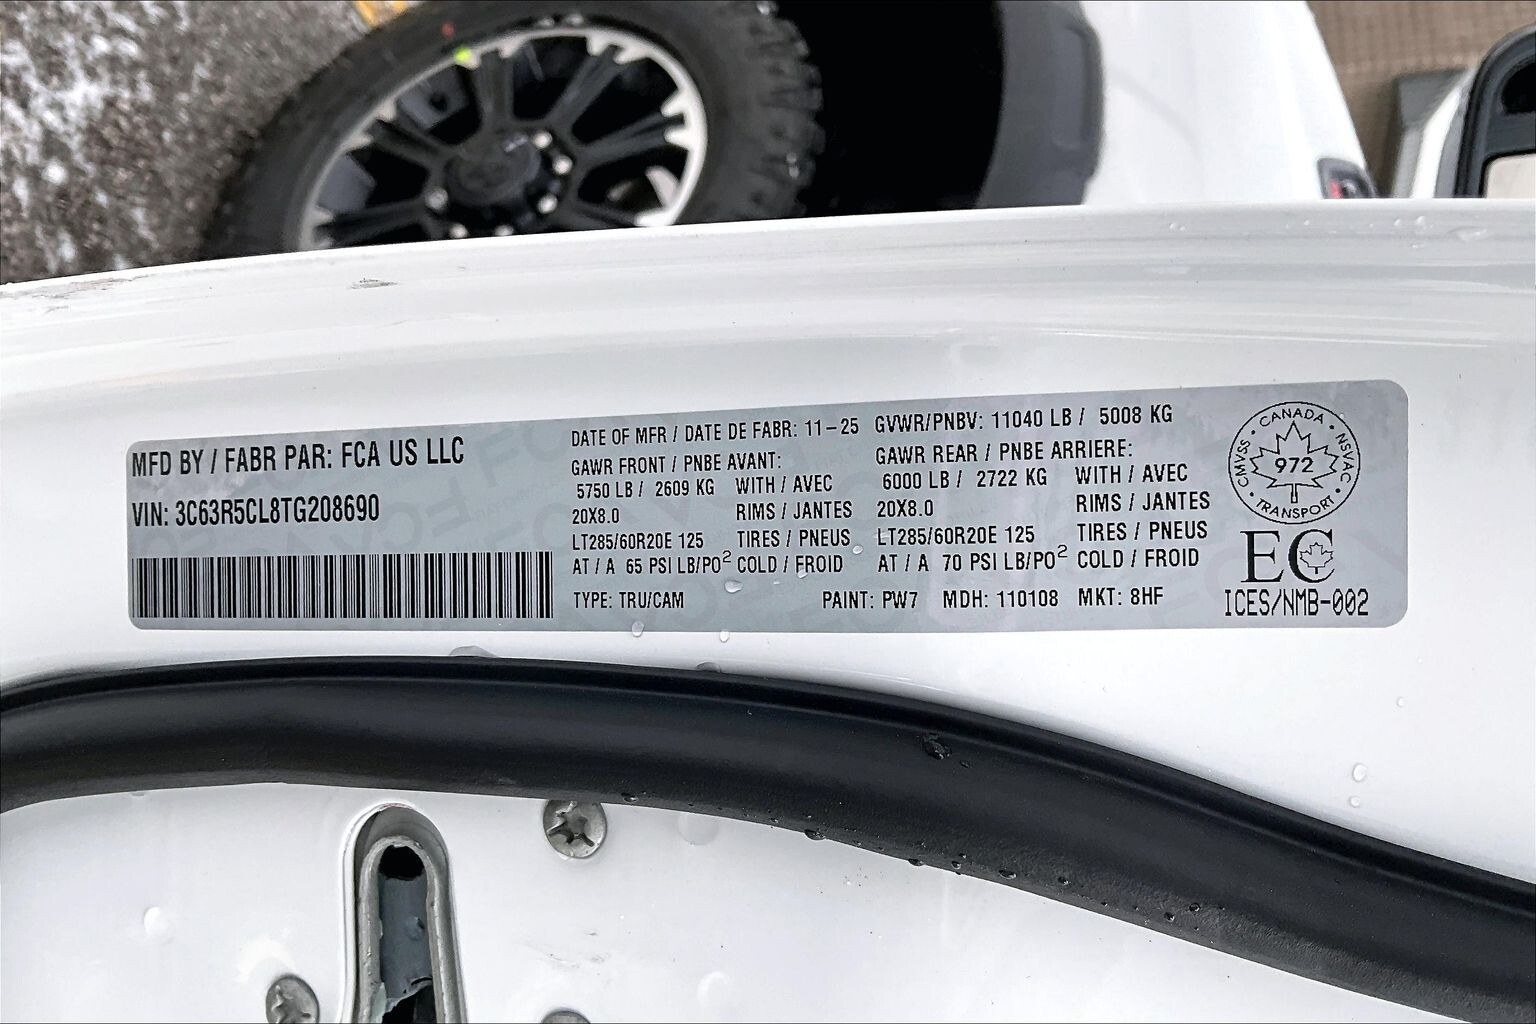 MFD BY / FABR PAR: FCA US LLC
VIN: 3C63R5CL8TG208690
DATE OF MFR / DATE DE FABR: 11-25
GAWR FRONT / PNBE AVANT:
5750 LB / 2609 KG WITH / AVEC
20X8.0 RIMS / JANTES
LT285/60R20E 125 TIRES / PNEUS
AT / A 65 PSI LB/PO² COLD / FROID
TYPE: TRU/CAM
GVWR/PNBV: 11040 LB / 5008 KG
GAWR REAR / PNBE ARRIERE:
6000 LB / 2722 KG WITH / AVEC
20X8.0 RIMS / JANTES
LT285/60R20E 125 TIRES / PNEUS
AT / A 70 PSI LB/PO² COLD / FROID
PAINT: PW7 MDH: 110108 MKT: 8HF
CANADA
CMVSS · NSVAC
972
TRANSPORT
EC
ICES/NMB-002